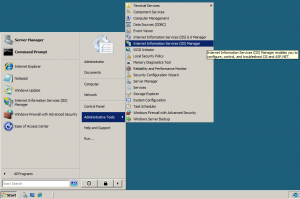 Server Manager
Command Prompt
Internet Explorer
Notepad
Windows Update
Internet Information Services (IIS) Manager
Windows Firewall with Advanced Security
Ease of Access Center
All Programs
Start Search
Start
Administrator
Documents
Computer
Network
Control Panel
Administrative Tools
Help and Support
Run...
Terminal Services
Component Services
Computer Management
Data Sources (ODBC)
Event Viewer
Internet Information Services (IIS) 6.0 Manager
Internet Information Services (IIS) Manager
iSCSI Initiator
Local Security Policy
Memory Diagnostics Tool
Reliability and Performance Monitor
Security Configuration Wizard
Server Manager
Services
Storage Explorer
System Configuration
Task Scheduler
Windows Firewall with Advanced Security
Windows Server Backup
Internet Information Services (IIS) Manager enables you to
configure, control, and troubleshoot IIS and ASP.NET.